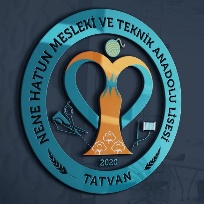 NENE HATUN MESLEKİ VE TEKNİK ANADOLU LİSESİ
2020
TATVAN